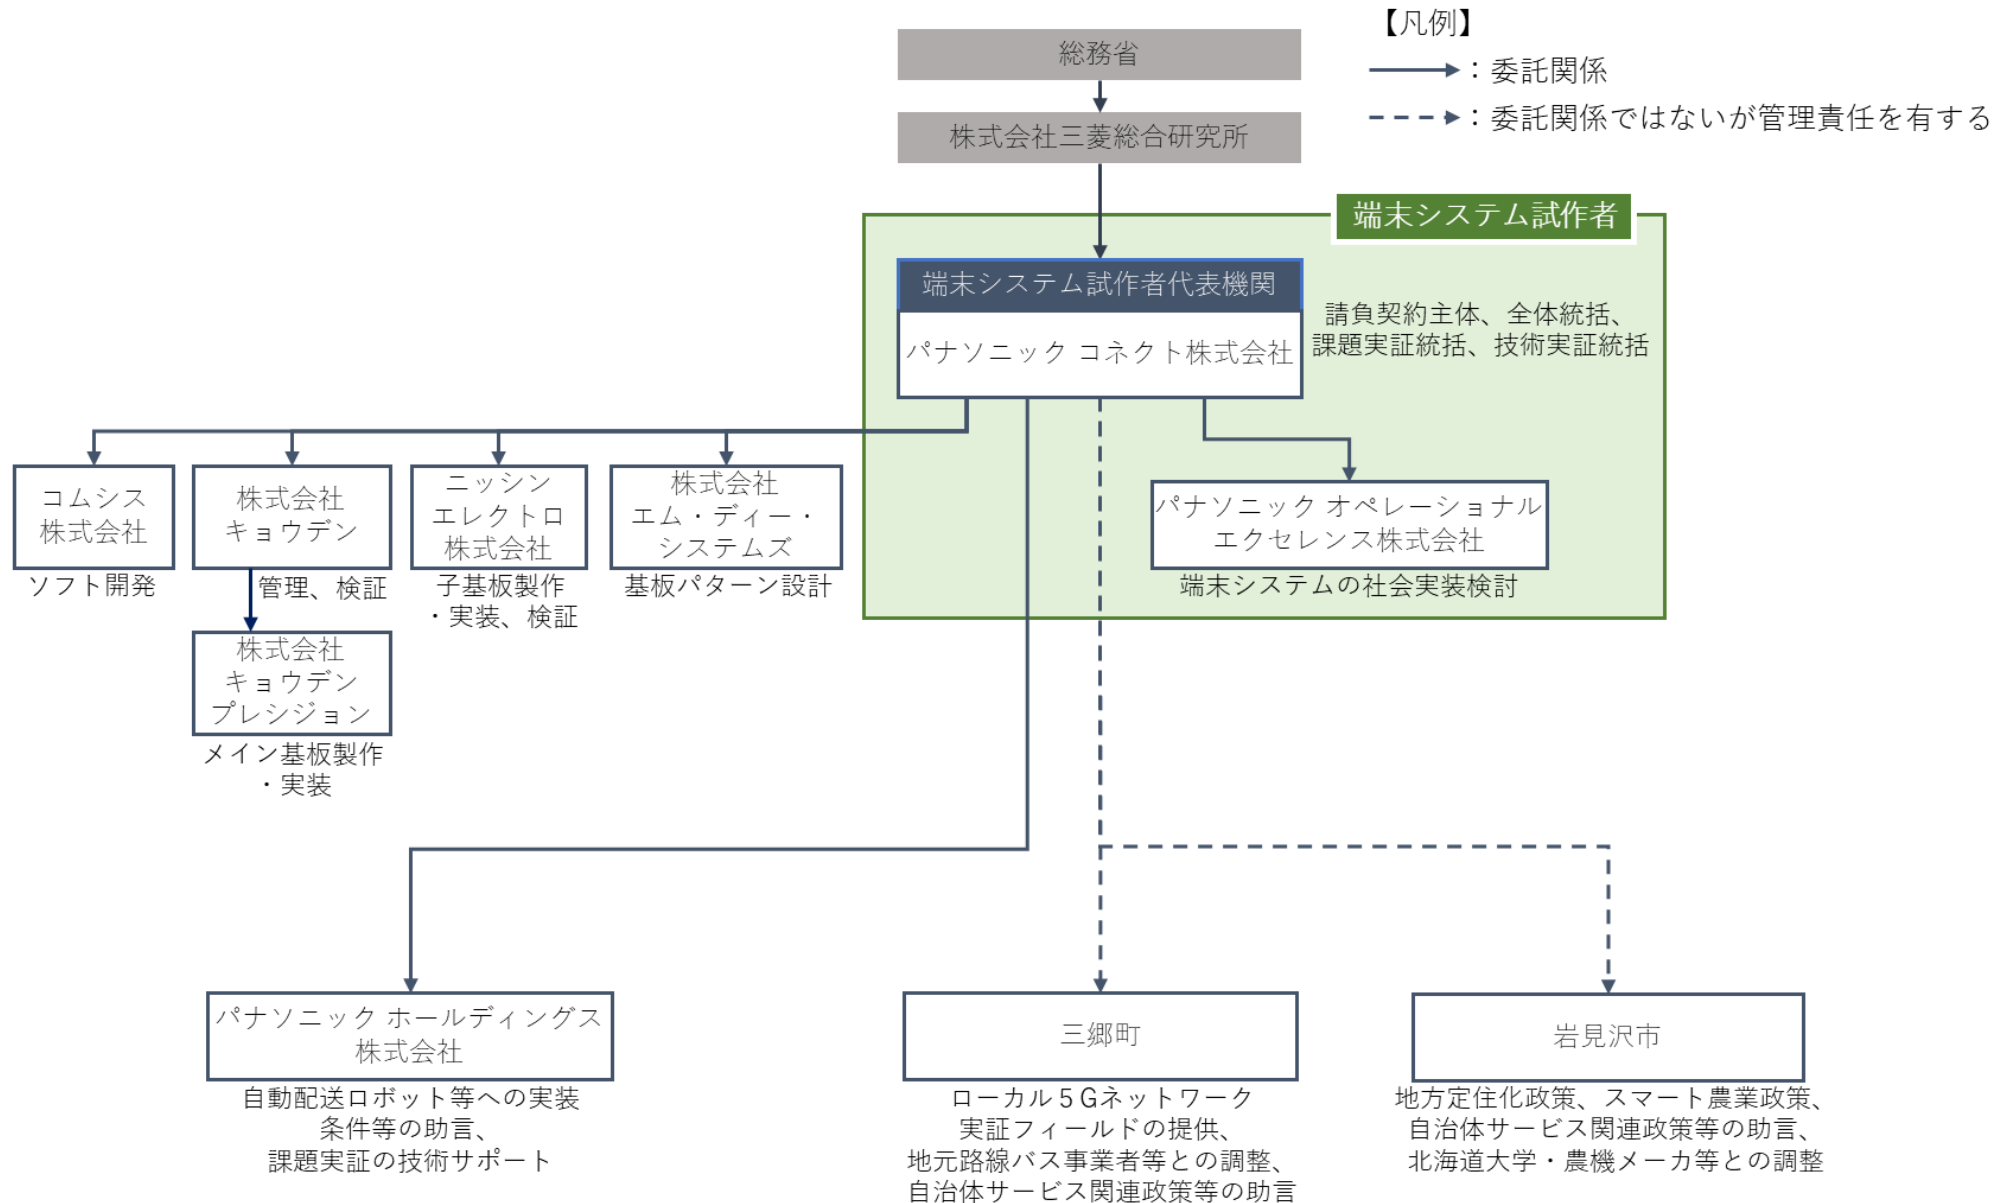 【凡例】
：委託関係
：委託関係ではないが管理責任を有する
総務省
株式会社三菱総合研究所
端末システム試作者
端末システム試作者代表機関
パナソニック コネクト株式会社
請負契約主体、全体統括、
課題実証統括、技術実証統括
コムシス
株式会社
ソフト開発
株式会社
キョウデン
管理、検証
ニッシン
エレクトロ
株式会社
子基板製作
・実装、検証
株式会社
エム・ディー・
システムズ
基板パターン設計
パナソニック オペレーショナル
エクセレンス株式会社
端末システムの社会実装検討
株式会社
キョウデン
プレシジョン
メイン基板製作
・実装
パナソニック ホールディングス
株式会社
自動配送ロボット等への実装
条件等の助言、
課題実証の技術サポート
三郷町
ローカル５Gネットワーク
実証フィールドの提供、
地元路線バス事業者等との調整、
自治体サービス関連政策等の助言
岩見沢市
地方定住化政策、スマート農業政策、
自治体サービス関連政策等の助言、
北海道大学・農機メーカ等との調整